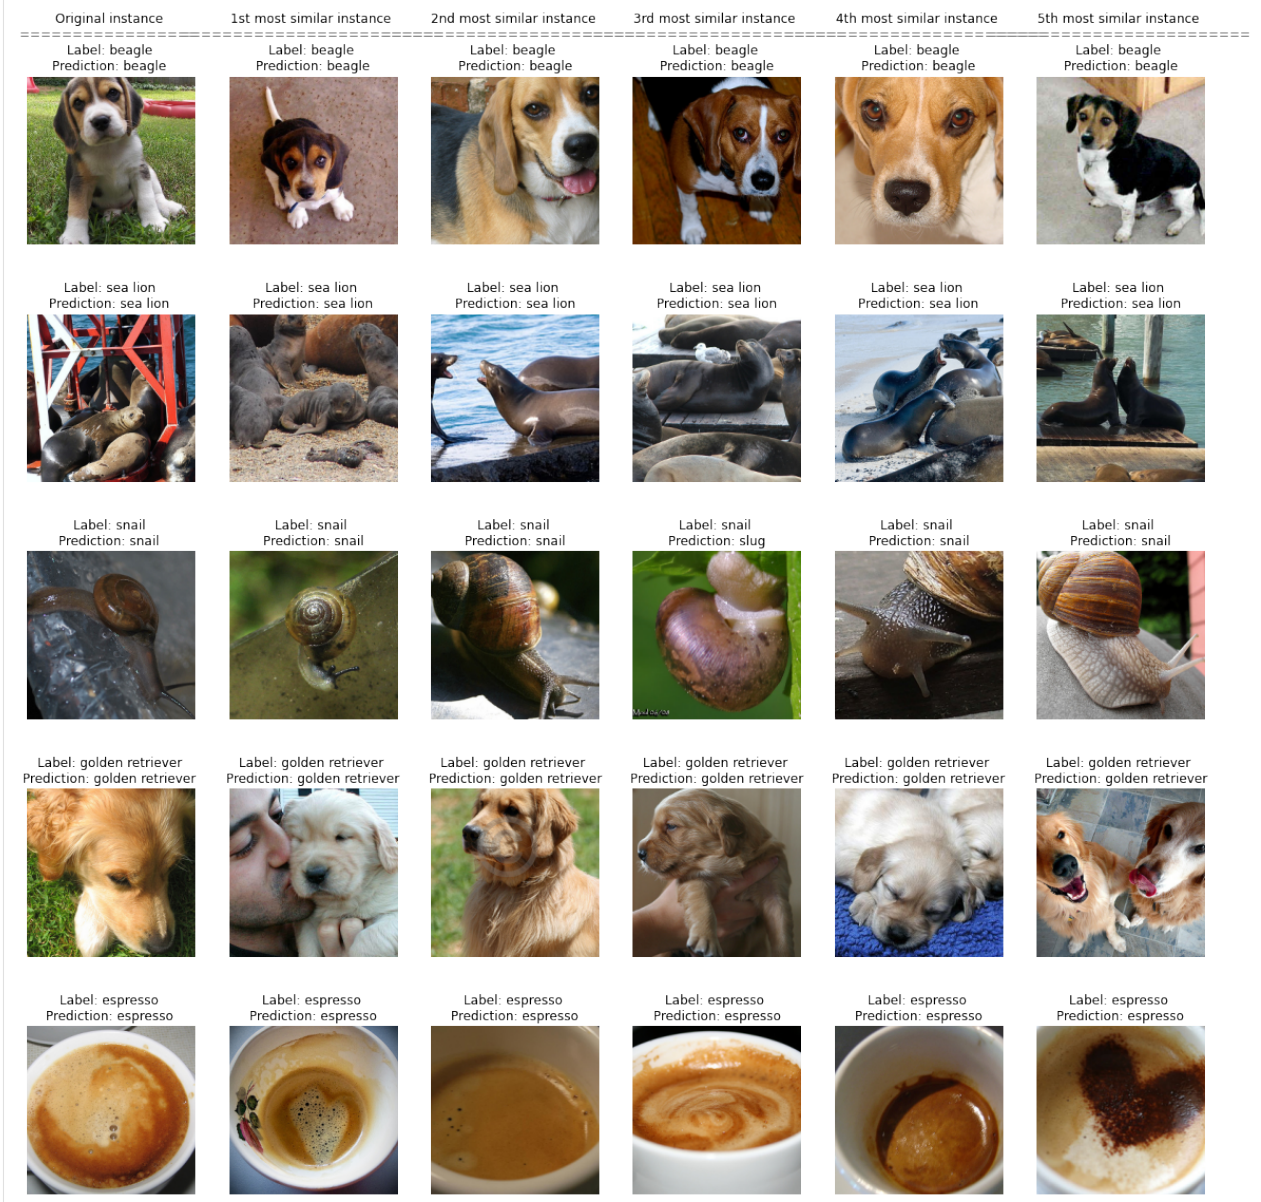 Original instance 1st most similar instance 2nd most similar instance 3rd most similar instance 4th most similar instance 5th most similar instance
Label: beagle Label: beagle Label: beagle Label: beagle Label: beagle Label: beagle
Prediction: beagle Prediction: beagle Prediction: beagle Prediction: beagle Prediction: beagle Prediction: beagle
Label: sea lion Label: sea lion Label: sea lion Label: sea lion Label: sea lion Label: sea lion
Prediction: sea lion Prediction: sea lion Prediction: sea lion Prediction: sea lion Prediction: sea lion Prediction: sea lion
Label: snail Label: snail Label: snail Label: snail Label: snail Label: snail
Prediction: snail Prediction: snail Prediction: snail Prediction: slug Prediction: snail Prediction: snail
Label: golden retriever Label: golden retriever Label: golden retriever Label: golden retriever Label: golden retriever Label: golden retriever
Prediction: golden retriever Prediction: golden retriever Prediction: golden retriever Prediction: golden retriever Prediction: golden retriever Prediction: golden retriever
Label: espresso Label: espresso Label: espresso Label: espresso Label: espresso Label: espresso
Prediction: espresso Prediction: espresso Prediction: espresso Prediction: espresso Prediction: espresso Prediction: espresso